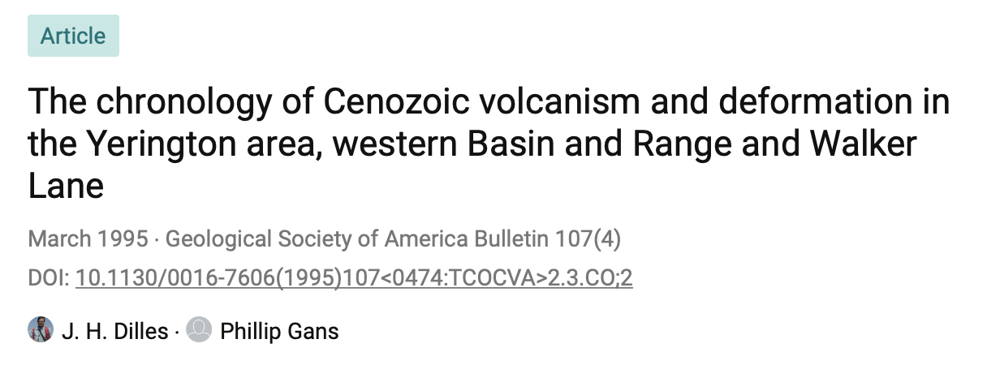 Article
The chronology of Cenozoic volcanism and deformation in
the Yerington area, western Basin and Range and Walker
Lane
March 1995 · Geological Society of America Bulletin 107(4)
DOI: 10.1130/0016-7606(1995)107<0474:TCOCVA>2.3.CO;2
J. H. Dilles · Phillip Gans